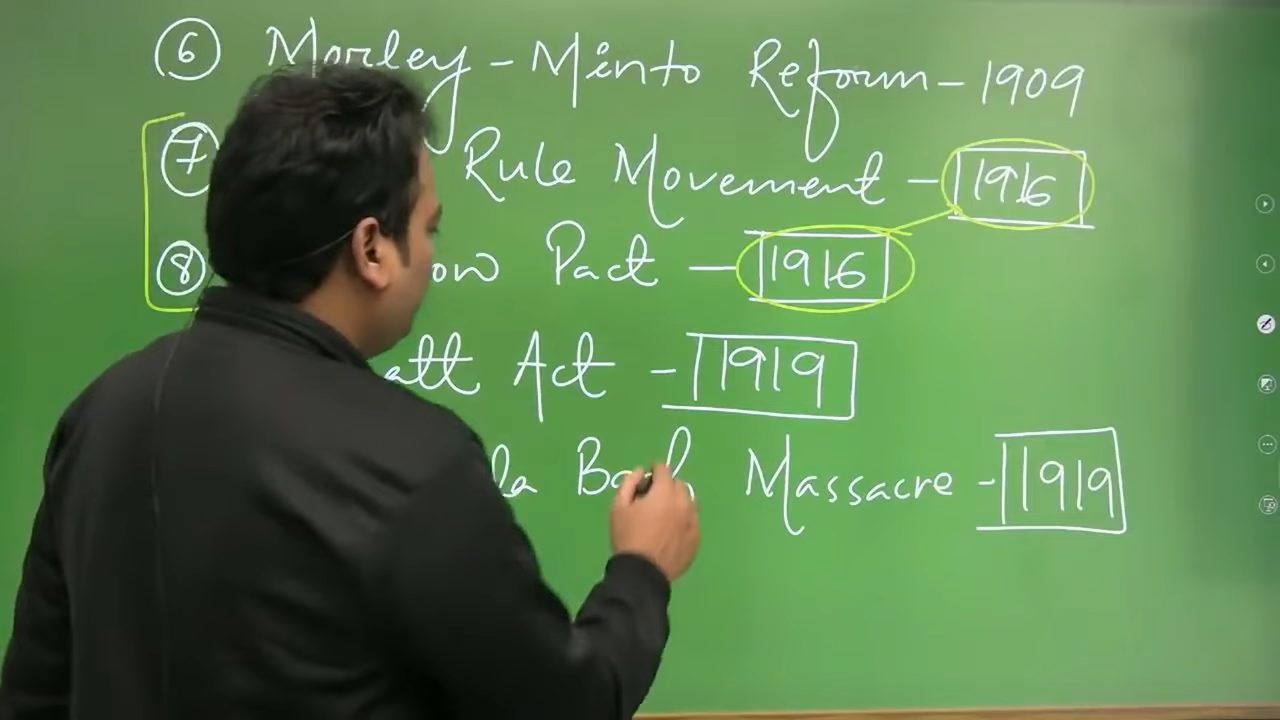 6 Morley - Minto Reform - 1909
7 Rule Movement - 1916
8 ow Pact - 1916
att Act - 1919
la Massacre - 1919